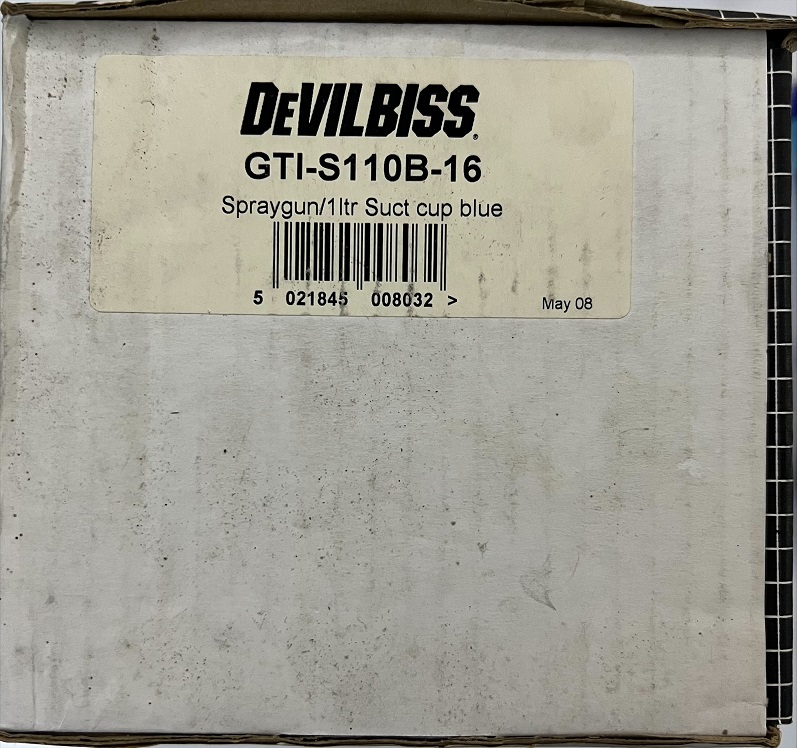 DeVILBISS®
GTI-S110B-16
Spraygun/1ltr Suct cup blue
5 021845 008032 >
May 08